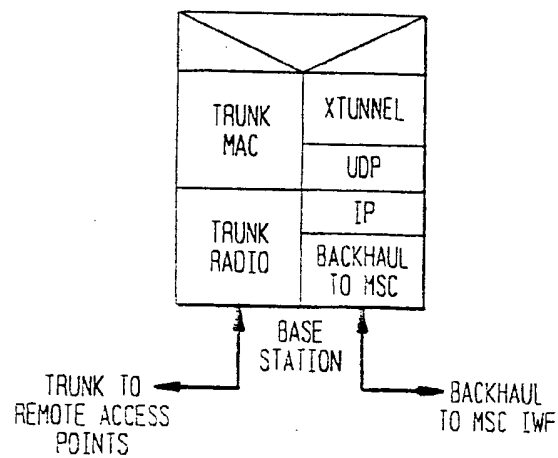 TRUNK
MAC
XTUNNEL
UDP
TRUNK
RADIO
IP
BACKHAUL
TO MSC
BASE
STATION
TRUNK TO
REMOTE ACCESS
POINTS
BACKHAUL
TO MSC IWF